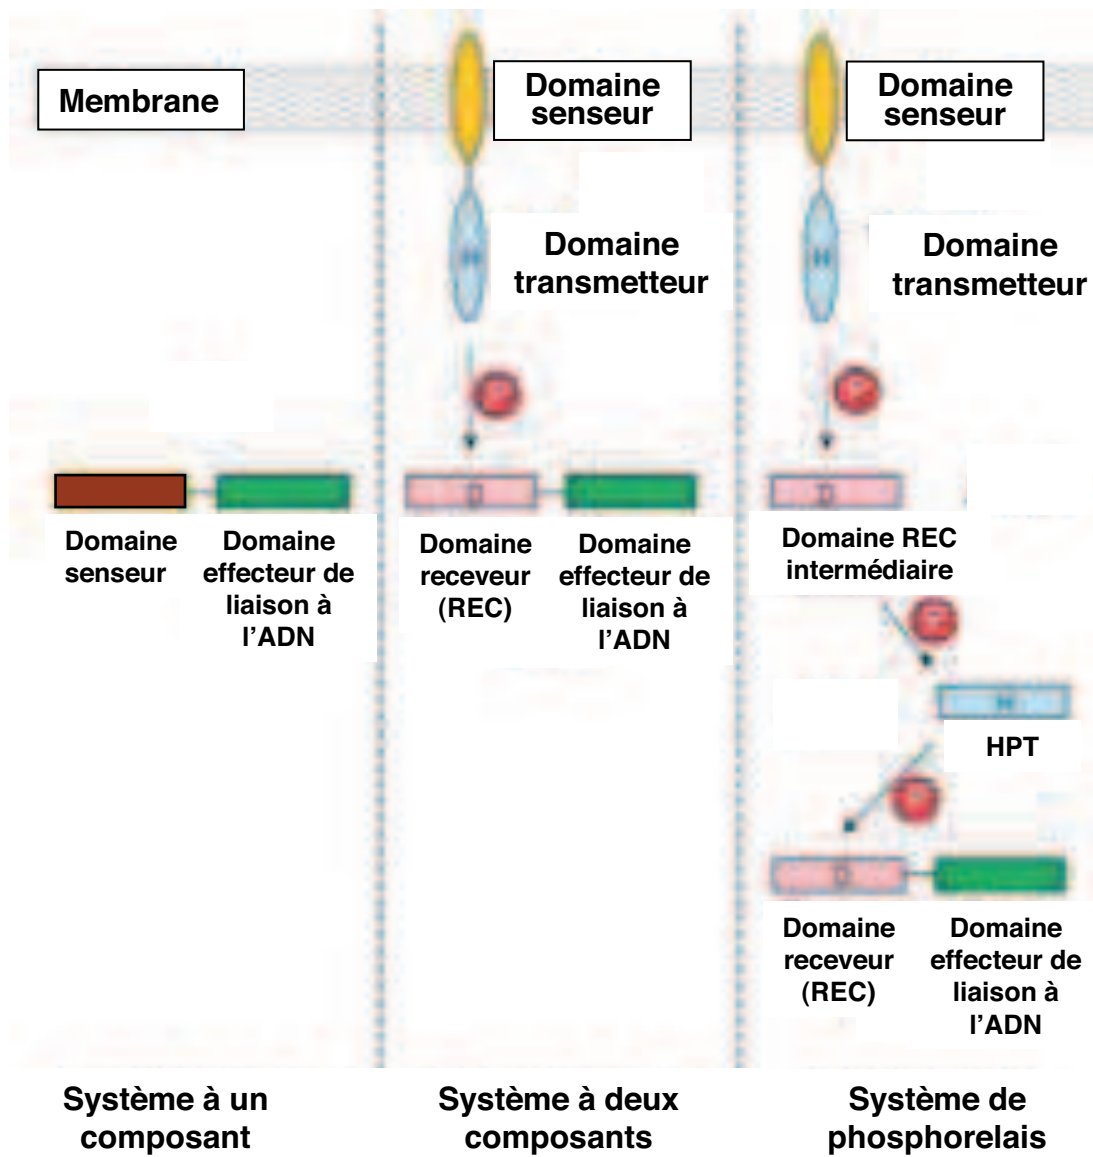 Membrane
Domaine
senseur
Domaine
senseur
H
Domaine
transmetteur
H
Domaine
transmetteur
P
P
D
D
Domaine
senseur
Domaine
effecteur de
liaison à
l'ADN
Domaine
receveur
(REC)
Domaine
effecteur de
liaison à
l'ADN
Domaine REC
intermédiaire
P
H
HPT
P
D
Domaine
receveur
(REC)
Domaine
effecteur de
liaison à
l'ADN
Système à un
composant
Système à deux
composants
Système de
phosphorelais